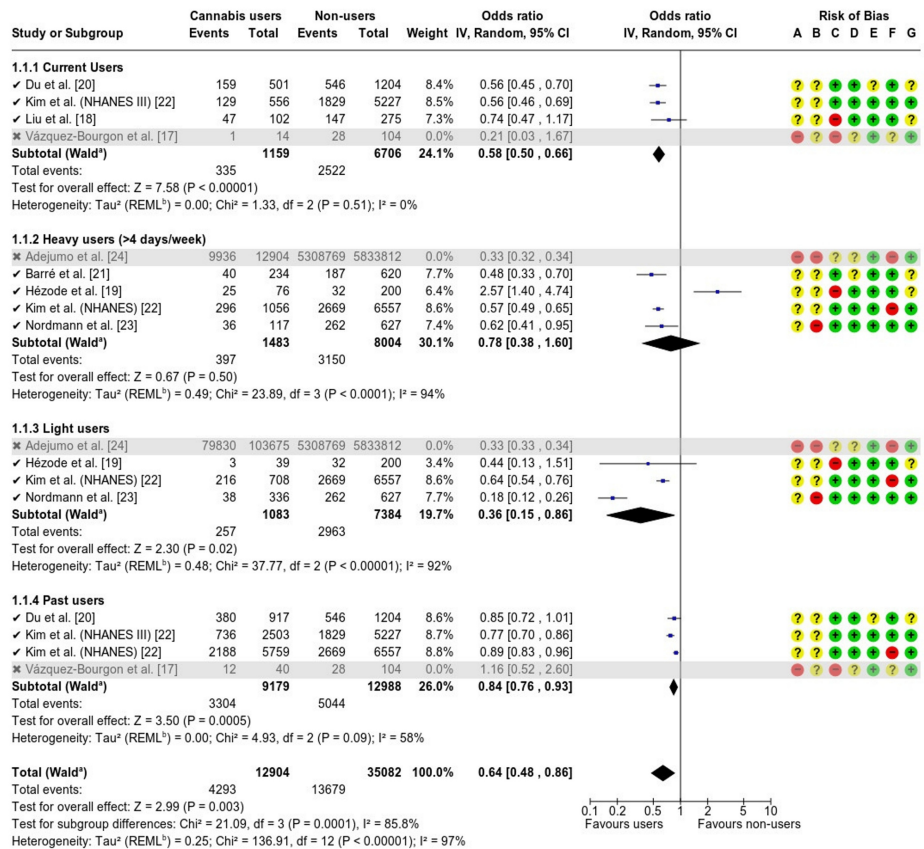 Cannabis users Non-users Odds ratio Odds ratio Risk of Bias
Study or Subgroup Events Total Events Total Weight IV, Random, 95% CI IV, Random, 95% CI A B C D E F G
1.1.1 Current Users
✔ Du et al. [20] 159 501 546 1204 8.4% 0.56 [0.45 , 0.70] ? ? + + ? + ?
✔ Kim et al. (NHANES III) [22] 129 556 1829 5227 8.5% 0.56 [0.46 , 0.69] ? ? + + + + +
✔ Liu et al. [18] 47 102 147 275 7.3% 0.74 [0.47 , 1.17] ? ? − + + + ?
✖ Vázquez-Bourgon et al. [17] 1 14 28 104 0.0% 0.21 [0.03 , 1.67] − ? − ? + ? +
Subtotal (Waldᵃ) 1159 6706 24.1% 0.58 [0.50 , 0.66]
Total events: 335 2522
Test for overall effect: Z = 7.58 (P < 0.00001)
Heterogeneity: Tau² (REMLᵇ) = 0.00; Chi² = 1.33, df = 2 (P = 0.51); I² = 0%
1.1.2 Heavy users (>4 days/week)
✖ Adejumo et al. [24] 9936 12904 5308769 5833812 0.0% 0.33 [0.32 , 0.34] − − ? ? + − +
✔ Barré et al. [21] 40 234 187 620 7.7% 0.48 [0.33 , 0.70] ? ? + ? + + ?
✔ Hézode et al. [19] 25 76 32 200 5.9% 2.57 [1.40 , 4.74] ? ? − + + + ?
✔ Kim et al. (NHANES) [22] 296 1056 2669 6557 8.6% 0.57 [0.49 , 0.65] ? ? + + + − +
✔ Nordmann et al. [23] 36 117 262 627 7.4% 0.62 [0.41 , 0.95] ? − + + + + +
Subtotal (Waldᵃ) 1483 8004 30.1% 0.78 [0.38 , 1.60]
Total events: 397 3150
Test for overall effect: Z = 0.67 (P = 0.50)
Heterogeneity: Tau² (REMLᵇ) = 0.49; Chi² = 23.89, df = 3 (P < 0.0001); I² = 94%
1.1.3 Light users
✖ Adejumo et al. [24] 79830 103675 5308769 5833812 0.0% 0.33 [0.33 , 0.34] − − ? ? + − +
✔ Hézode et al. [19] 3 39 32 200 3.4% 0.44 [0.13 , 1.51] ? ? − + + + ?
✔ Kim et al. (NHANES) [22] 216 708 2669 6557 8.6% 0.64 [0.54 , 0.76] ? ? + + + − +
✔ Nordmann et al. [23] 38 336 262 627 7.7% 0.18 [0.12 , 0.26] ? − + + + + +
Subtotal (Waldᵃ) 1083 7384 19.7% 0.36 [0.15 , 0.86]
Total events: 257 2963
Test for overall effect: Z = 2.30 (P = 0.02)
Heterogeneity: Tau² (REMLᵇ) = 0.48; Chi² = 37.77, df = 2 (P < 0.00001); I² = 92%
1.1.4 Past users
✔ Du et al. [20] 380 917 546 1204 8.6% 0.85 [0.72 , 1.01] ? ? + + ? + ?
✔ Kim et al. (NHANES III) [22] 736 2503 1829 5227 8.7% 0.77 [0.70 , 0.86] ? ? + + + + +
✔ Kim et al. (NHANES) [22] 2188 5759 2669 6557 8.8% 0.89 [0.83 , 0.96] ? ? + + + − +
✖ Vázquez-Bourgon et al. [17] 12 40 28 104 0.0% 1.16 [0.52 , 2.60] − ? − ? + ? +
Subtotal (Waldᵃ) 9179 12988 26.0% 0.84 [0.76 , 0.93]
Total events: 3304 5044
Test for overall effect: Z = 3.50 (P = 0.0005)
Heterogeneity: Tau² (REMLᵇ) = 0.00; Chi² = 4.93, df = 2 (P = 0.09); I² = 58%
Total (Waldᵃ) 12904 35082 100.0% 0.64 [0.48 , 0.86]
Total events: 4293 13679
Test for overall effect: Z = 2.99 (P = 0.003)
0.1 0.2 0.5 1 2 5 10
Test for subgroup differences: Chi² = 21.09, df = 3 (P = 0.0001), I² = 85.8%
Favours users Favours non-users
Heterogeneity: Tau² (REMLᵇ) = 0.25; Chi² = 136.91, df = 12 (P < 0.00001); I² = 97%